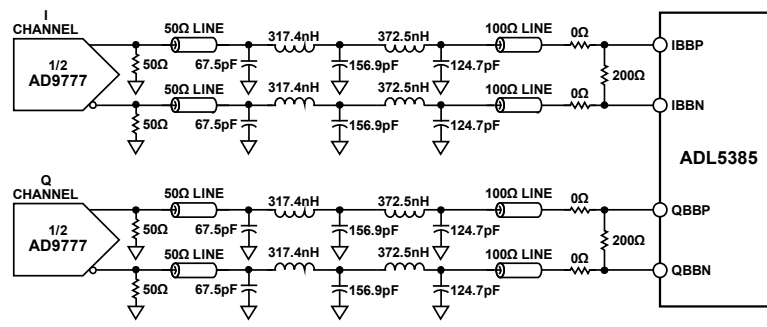 I
CHANNEL
1/2
AD9777
50Ω
50Ω LINE
67.5pF
317.4nH
156.9pF
372.5nH
124.7pF
100Ω LINE
0Ω
IBBP
200Ω
50Ω
50Ω LINE
67.5pF
317.4nH
156.9pF
124.7pF
100Ω LINE
0Ω
IBBN
ADL5385
Q
CHANNEL
1/2
AD9777
50Ω
50Ω LINE
67.5pF
317.4nH
156.9pF
372.5nH
124.7pF
100Ω LINE
0Ω
QBBP
200Ω
50Ω
50Ω LINE
67.5pF
317.4nH
156.9pF
372.5nH
124.7pF
100Ω LINE
0Ω
QBBN